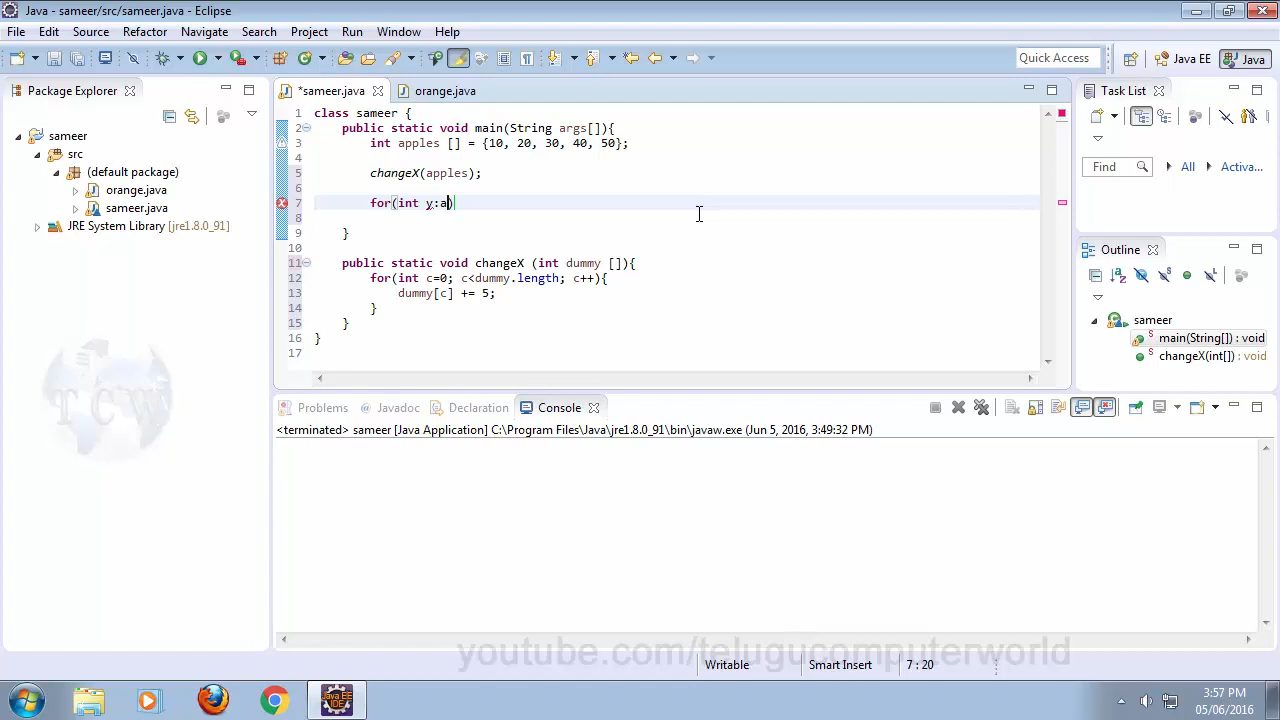 Java - sameer/src/sameer.java - Eclipse
File Edit Source Refactor Navigate Search Project Run Window Help
Quick Access
Java EE
Java
Package Explorer
sameer
src
(default package)
orange.java
sameer.java
JRE System Library [jre1.8.0_91]
*sameer.java
orange.java
1 class sameer {
2 public static void main(String args[]){
3 int apples [] = {10, 20, 30, 40, 50};
4
5 changeX(apples);
6
7 for(int y:a)
8
9 }
10
11 public static void changeX (int dummy []){
12 for(int c=0; c<dummy.length; c++){
13 dummy[c] += 5;
14 }
15 }
16 }
17
Task List
Find
All
Activa...
Outline
sameer
main(String[]) : void
changeX(int[]) : void
Problems
Javadoc
Declaration
Console
<terminated> sameer [Java Application] C:\Program Files\Java\jre1.8.0_91\bin\javaw.exe (Jun 5, 2016, 3:49:32 PM)
TCW
youtube.com/telugucomputerworld
Writable
Smart Insert
7 : 20
Java EE
IDE
3:57 PM
05/06/2016